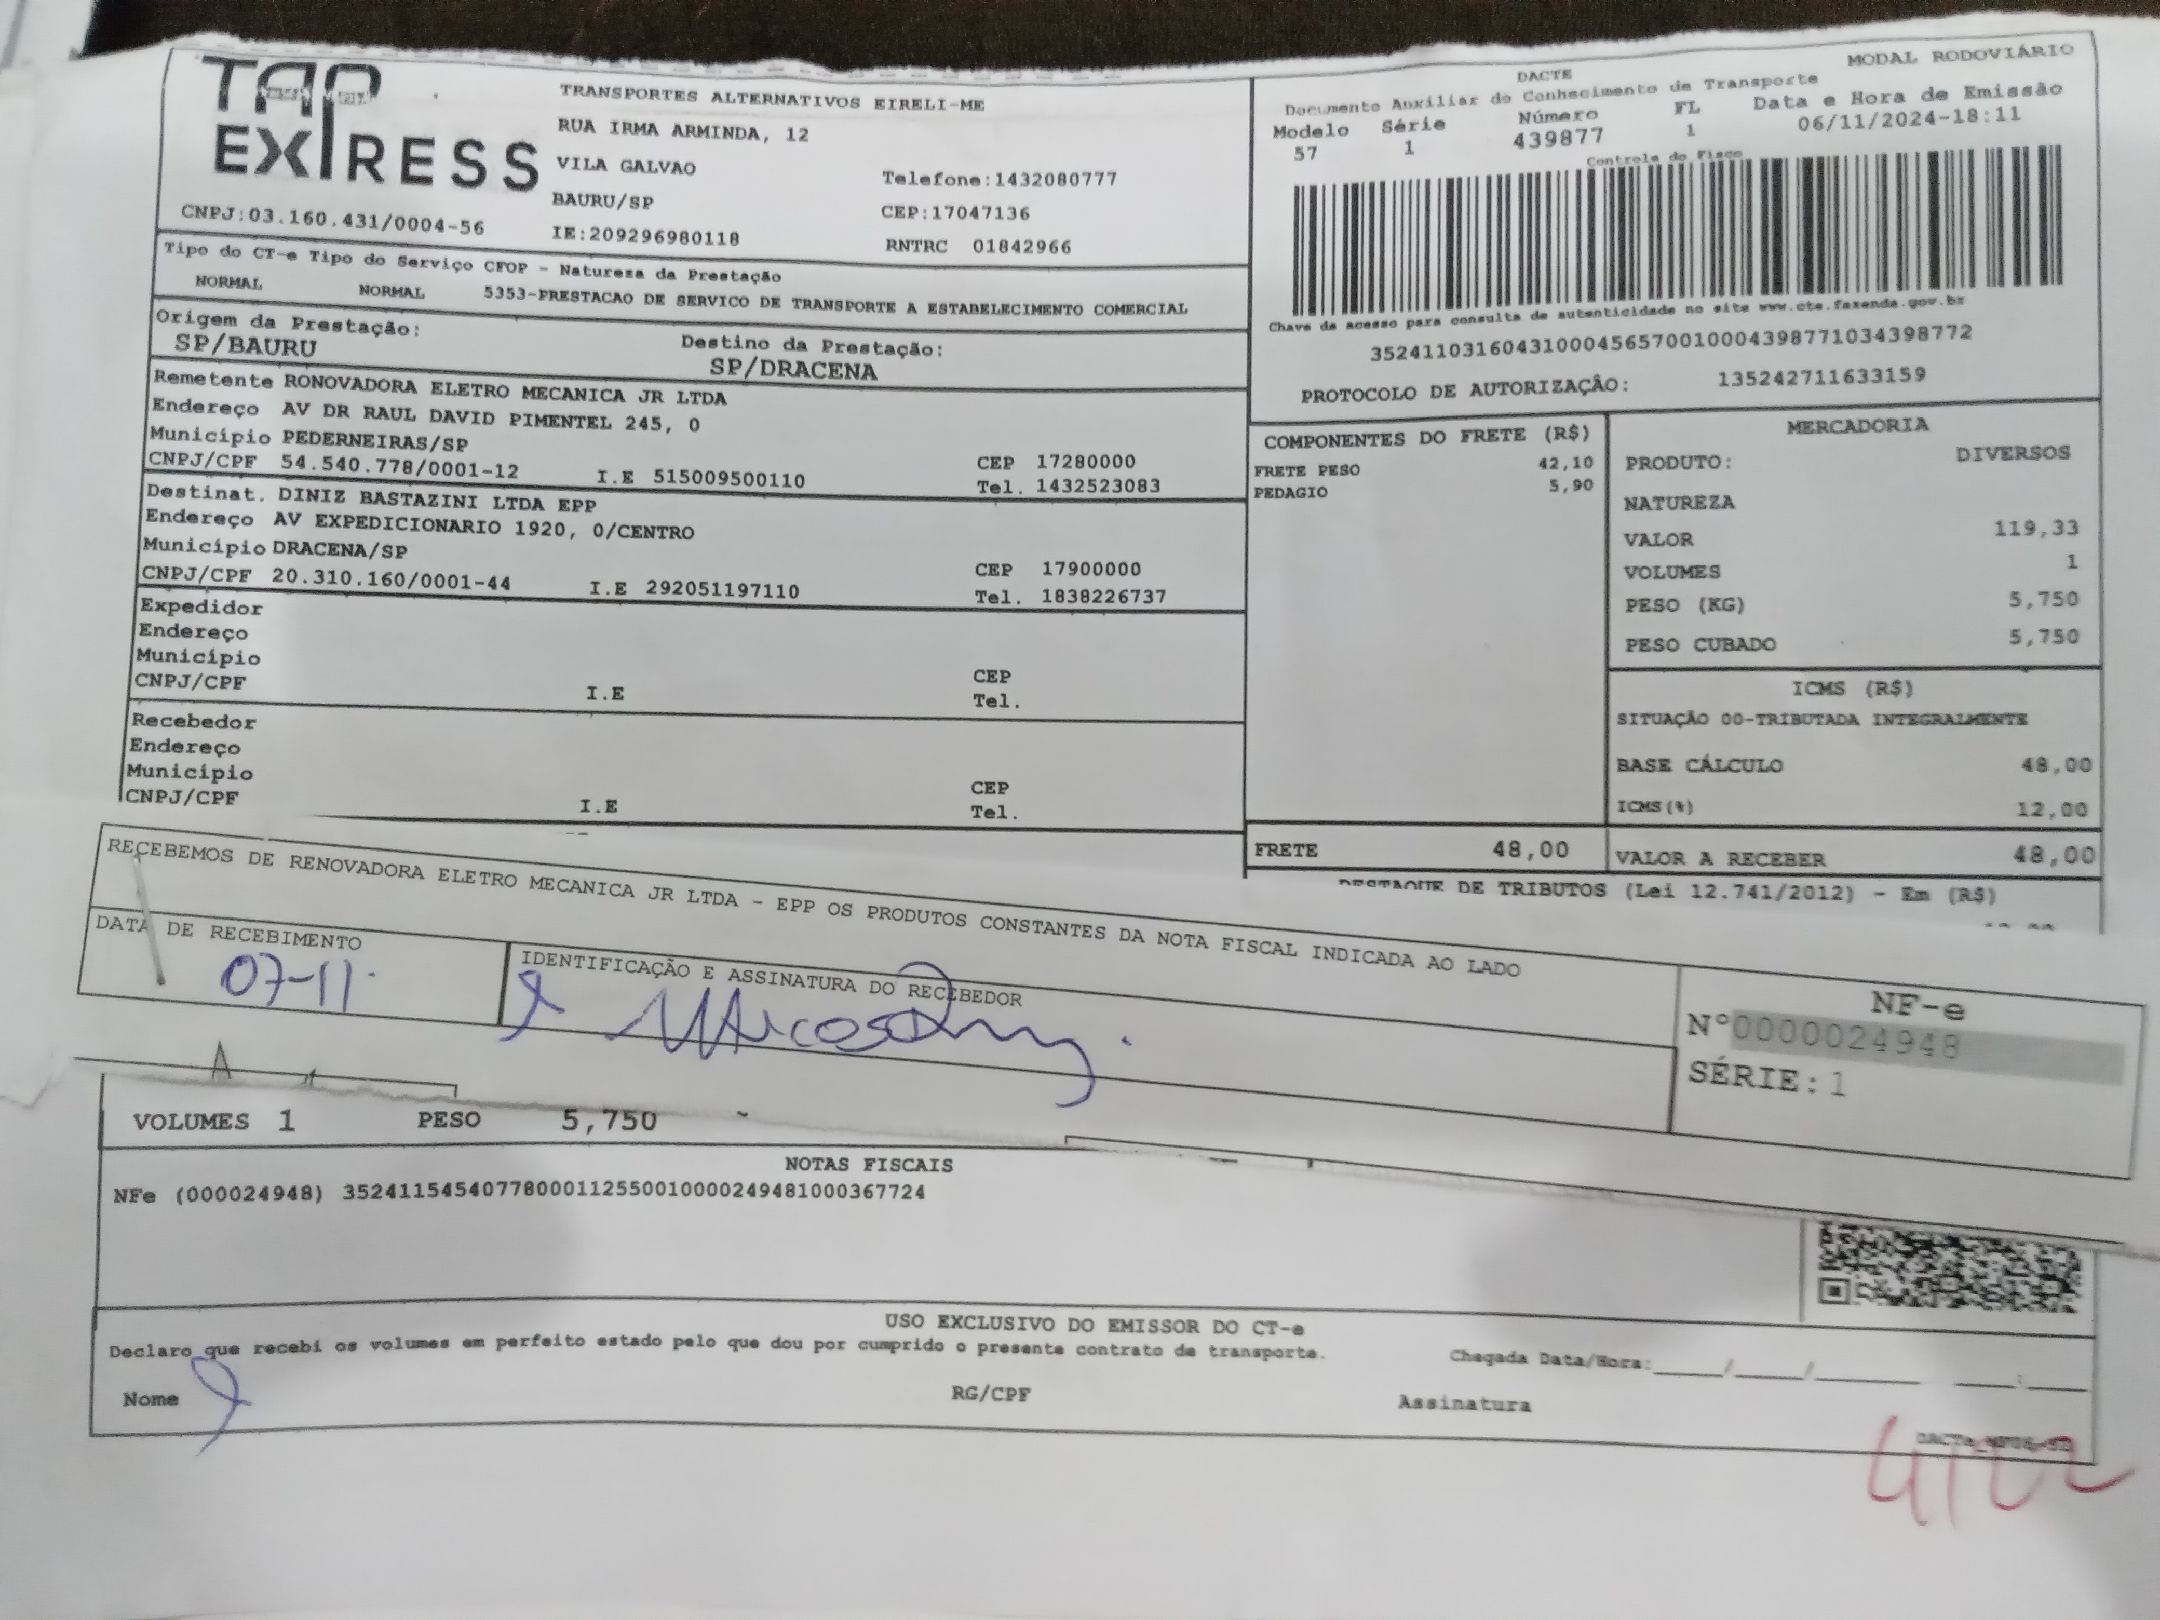 TAP
EXPRESS
CNPJ:03.160.431/0004-56
TRANSPORTES ALTERNATIVOS EIRELI-ME
RUA IRMA ARMINDA, 12
VILA GALVAO
BAURU/SP
IE:209296980118
Telefone:1432080777
CEP:17047136
RNTRC 01842966
MODAL RODOVIÁRIO
DACTE
Documento Auxiliar do Conhecimento de Transporte
Modelo Série Número FL Data e Hora de Emissão
57 1 439877 1 06/11/2024-18:11
Controle do Fisco
Chave de acesso para consulta de autenticidade no site www.cte.fazenda.gov.br
35241103160431000456570010004398771034398772
PROTOCOLO DE AUTORIZAÇÃO: 135242711633159
Tipo do CT-e Tipo do Serviço CFOP - Natureza da Prestação
NORMAL NORMAL 5353-PRESTACAO DE SERVICO DE TRANSPORTE A ESTABELECIMENTO COMERCIAL
Origem da Prestação: Destino da Prestação:
SP/BAURU SP/DRACENA
Remetente RONOVADORA ELETRO MECANICA JR LTDA
Endereço AV DR RAUL DAVID PIMENTEL 245, 0
Município PEDERNEIRAS/SP CEP 17280000
CNPJ/CPF 54.540.778/0001-12 I.E 515009500110 Tel. 1432523083
Destinat. DINIZ BASTAZINI LTDA EPP
Endereço AV EXPEDICIONARIO 1920, 0/CENTRO
Município DRACENA/SP CEP 17900000
CNPJ/CPF 20.310.160/0001-44 I.E 292051197110 Tel. 1838226737
Expedidor
Endereço
Município CEP
CNPJ/CPF I.E Tel.
Recebedor
Endereço
Município CEP
CNPJ/CPF I.E Tel.
COMPONENTES DO FRETE (R$)
FRETE PESO 42,10
PEDAGIO 5,90
FRETE 48,00
MERCADORIA
PRODUTO: DIVERSOS
NATUREZA
VALOR 119,33
VOLUMES 1
PESO (KG) 5,750
PESO CUBADO 5,750
ICMS (R$)
SITUAÇÃO 00-TRIBUTADA INTEGRALMENTE
BASE CÁLCULO 48,00
ICMS(%) 12,00
VALOR A RECEBER 48,00
DESTAQUE DE TRIBUTOS (Lei 12.741/2012) - Em (R$)
RECEBEMOS DE RENOVADORA ELETRO MECANICA JR LTDA - EPP OS PRODUTOS CONSTANTES DA NOTA FISCAL INDICADA AO LADO
DATA DE RECEBIMENTO
07-11.
IDENTIFICAÇÃO E ASSINATURA DO RECEBEDOR
NF-e
Nº0000024948
SÉRIE:1
VOLUMES 1 PESO 5,750
NOTAS FISCAIS
NFe (000024948) 35241154540778000112550010000249481000367724
USO EXCLUSIVO DO EMISSOR DO CT-e
Declaro que recebi os volumes em perfeito estado pelo que dou por cumprido o presente contrato de transporte. Chegada Data/Hora:____/____/______ ____:____
Nome RG/CPF Assinatura